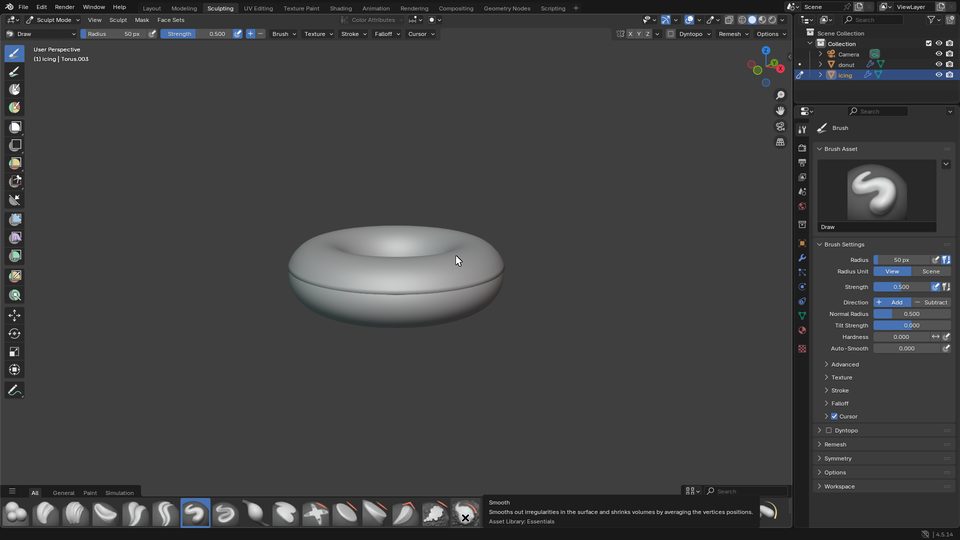 File Edit Render Window Help Layout Modeling Sculpting UV Editing Texture Paint Shading Animation Rendering Compositing Geometry Nodes Scripting Scene ViewLayer
Sculpt Mode View Sculpt Mask Face Sets Color Attributes Search
Draw Radius 50 px Strength 0.500 Brush Texture Stroke Falloff Cursor X Y Z Dyntopo Remesh Options
Scene Collection
Collection
Camera
donut
icing
User Perspective
(1) icing | Torus.003
Z
Y
X
Search
Brush
Brush Asset
Draw
Brush Settings
Radius 50 px
Radius Unit View Scene
Strength 0.500
Direction + Add − Subtract
Normal Radius 0.500
Tilt Strength 0.000
Hardness 0.000
Auto-Smooth 0.000
Advanced
Texture
Stroke
Falloff
Cursor
Dyntopo
Remesh
Symmetry
Options
Workspace
All General Paint Simulation Search
Smooth
Smooths out irregularities in the surface and shrinks volumes by averaging the vertices positions.
Asset Library: Essentials
4.5.14